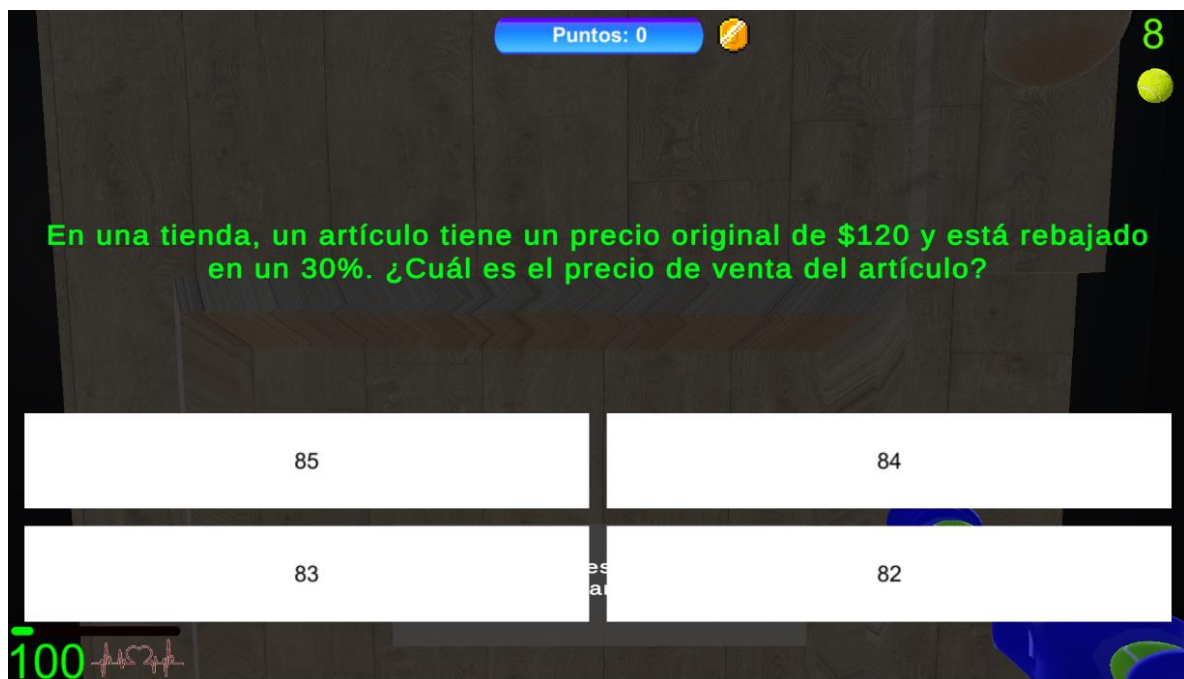 Puntos: 0
8
En una tienda, un artículo tiene un precio original de $120 y está rebajado
en un 30%. ¿Cuál es el precio de venta del artículo?
85
84
83
82
100